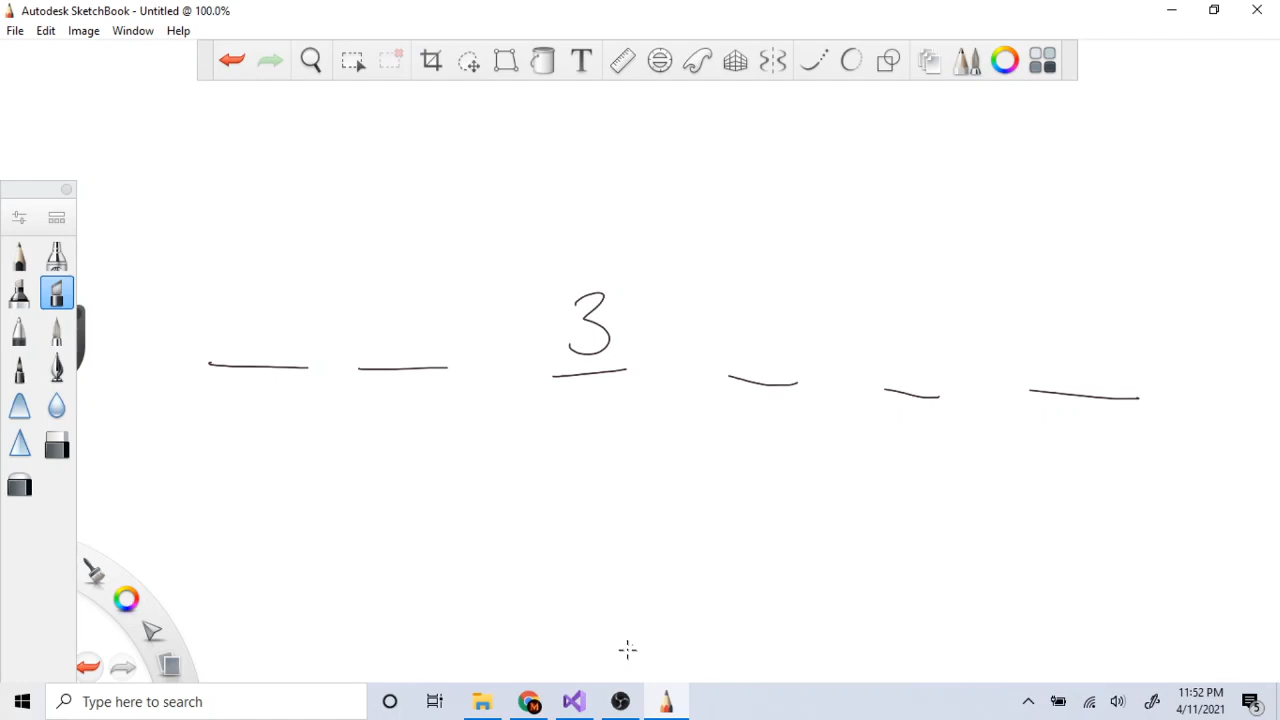 Autodesk SketchBook - Untitled @ 100.0%
File Edit Image Window Help
T
3
M
Type here to search
11:52 PM
4/11/2021
5